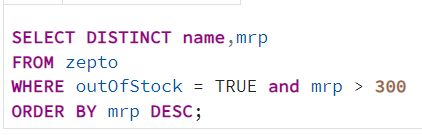 SELECT DISTINCT name,mrp
FROM zepto
WHERE outOfStock = TRUE and mrp > 300
ORDER BY mrp DESC;